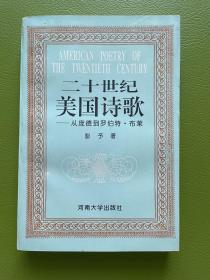 AMERICAN POETRY
OF THE
TWENTIETH CENTURY
二十世纪
美国诗歌
——从庞德到罗伯特·布莱
彭予 著
河南大学出版社